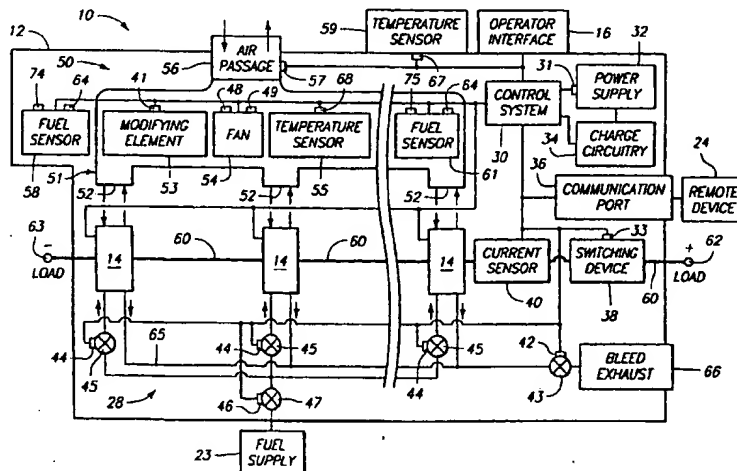 10
12
50
74
64
41
56
AIR
PASSAGE
57
59
TEMPERATURE
SENSOR
67
OPERATOR
INTERFACE
16
32
31
POWER
SUPPLY
CONTROL
SYSTEM
30
34
CHARGE
CIRCUITRY
48
49
68
75
64
FUEL
SENSOR
58
MODIFYING
ELEMENT
53
FAN
54
TEMPERATURE
SENSOR
55
FUEL
SENSOR
61
51
52
52
52
36
24
COMMUNICATION
PORT
REMOTE
DEVICE
63
−
LOAD
14
60
14
60
14
CURRENT
SENSOR
40
33
SWITCHING
DEVICE
38
+
62
60
LOAD
65
44
45
44
45
44
45
42
43
BLEED
EXHAUST
66
28
46
47
23
FUEL
SUPPLY